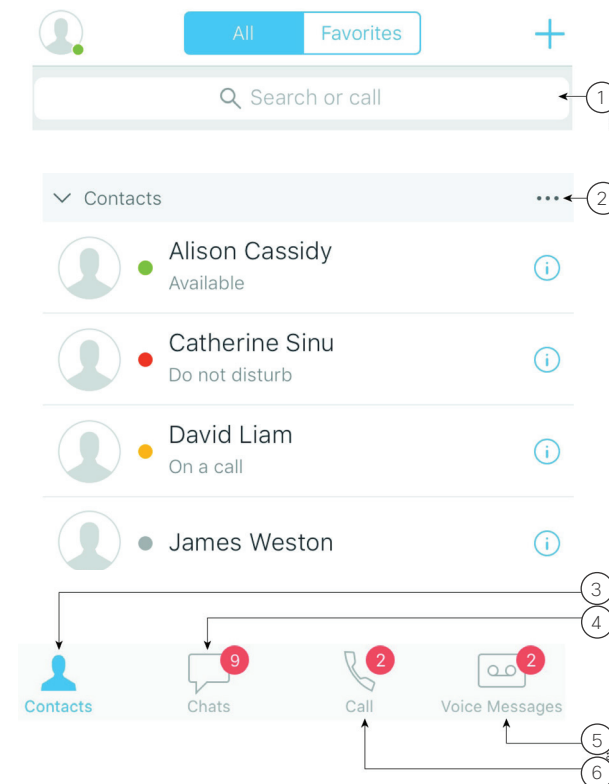 All Favorites
Search or call
1
Contacts
2
Alison Cassidy
Available
Catherine Sinu
Do not disturb
David Liam
On a call
James Weston
3
4
9 2 2
Contacts Chats Call Voice Messages
5
6